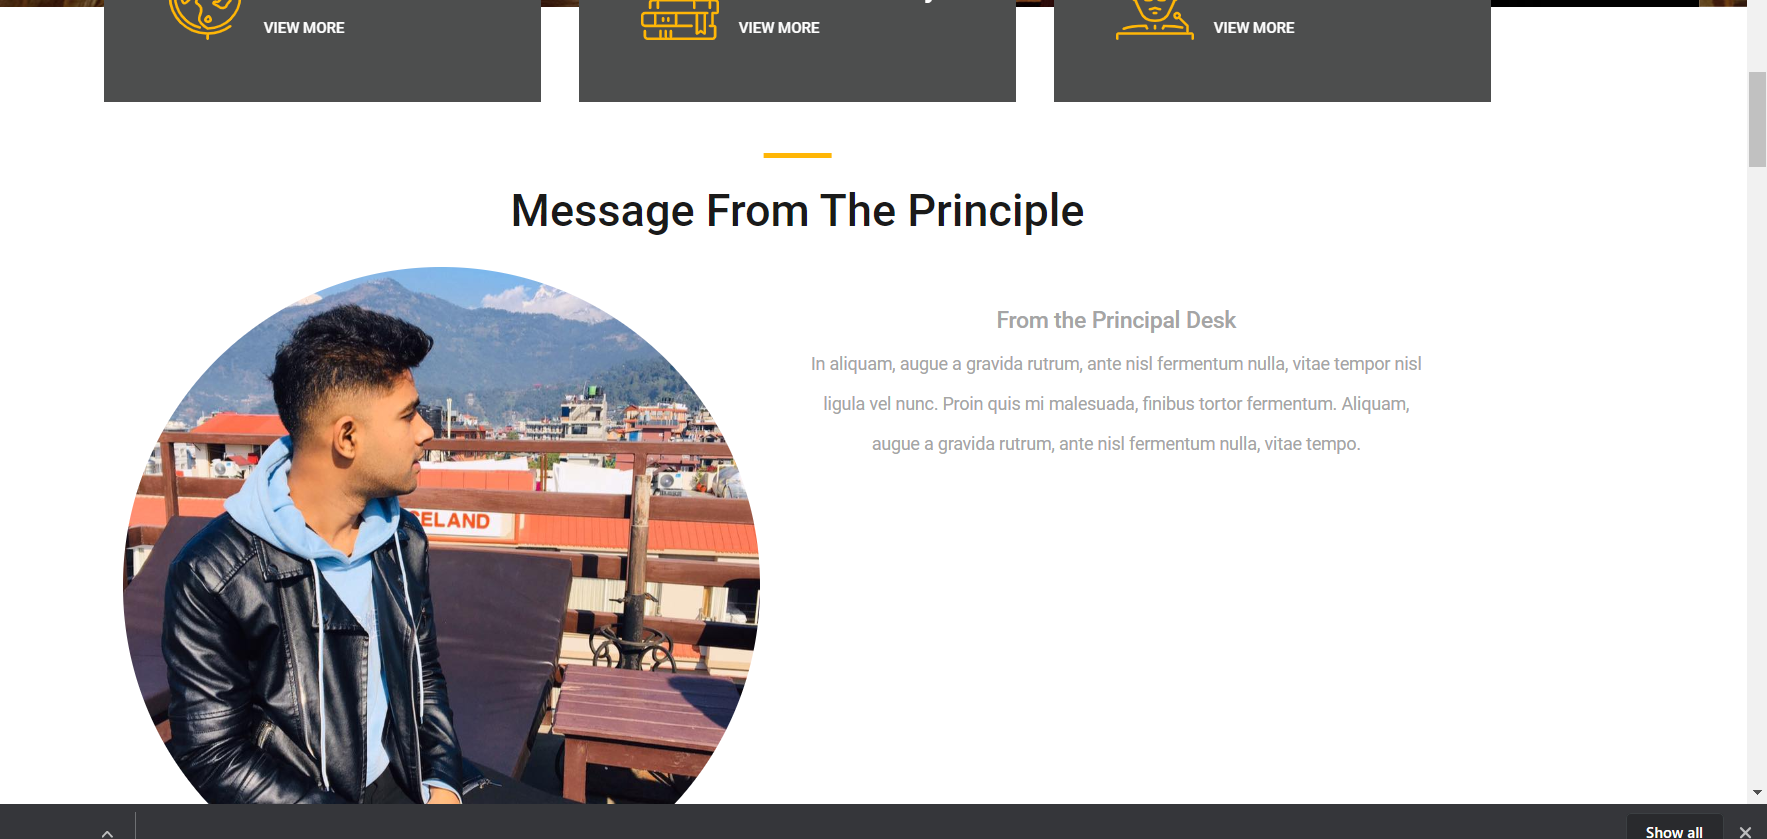 VIEW MORE
VIEW MORE
VIEW MORE
Message From The Principle
From the Principal Desk
In aliquam, augue a gravida rutrum, ante nisl fermentum nulla, vitae tempor nisl
ligula vel nunc. Proin quis mi malesuada, finibus tortor fermentum. Aliquam,
augue a gravida rutrum, ante nisl fermentum nulla, vitae tempo.
ELAND
Show all